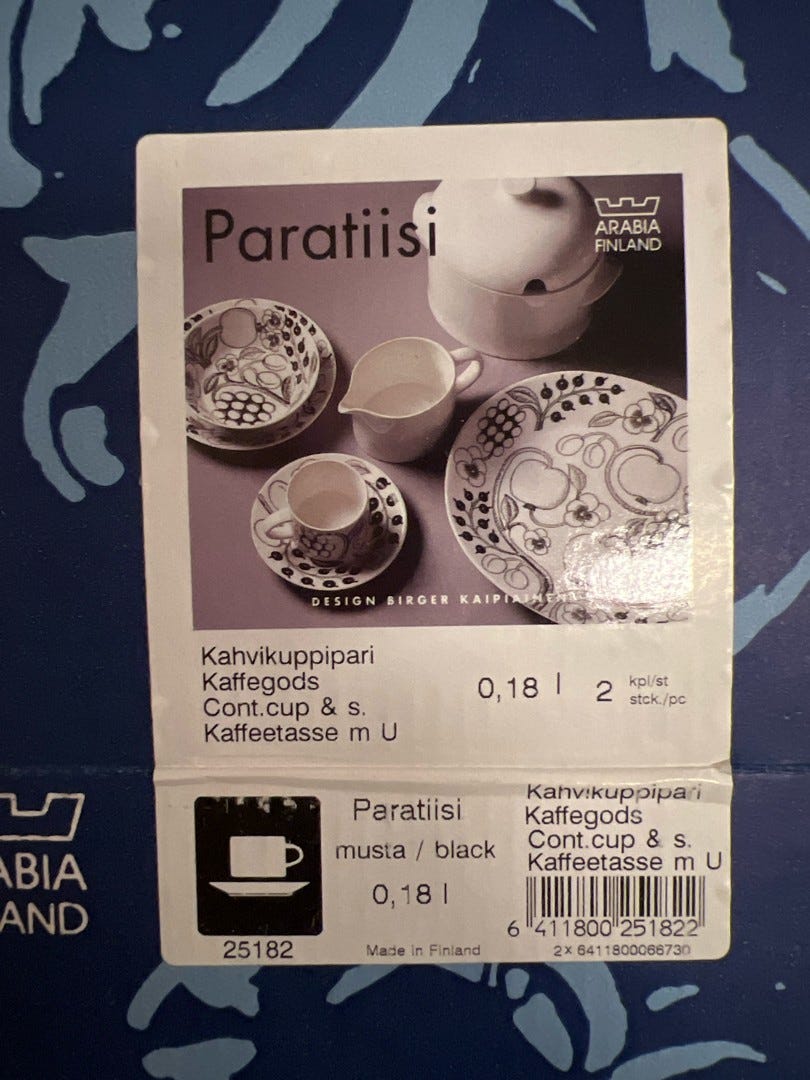 Paratiisi
ARABIA
FINLAND
DESIGN BIRGER KAIPIAINEN
Kahvikuppipari
Kaffegods
Cont.cup & s.
Kaffeetasse m U
0,18 l
2
kpl/st
stck./pc
ABIA
AND
25182
Paratiisi
musta / black
0,18 l
Made in Finland
Kahvikuppipari
Kaffegods
Cont.cup & s.
Kaffeetasse m U
6 411800 251822
2x 6411800066730